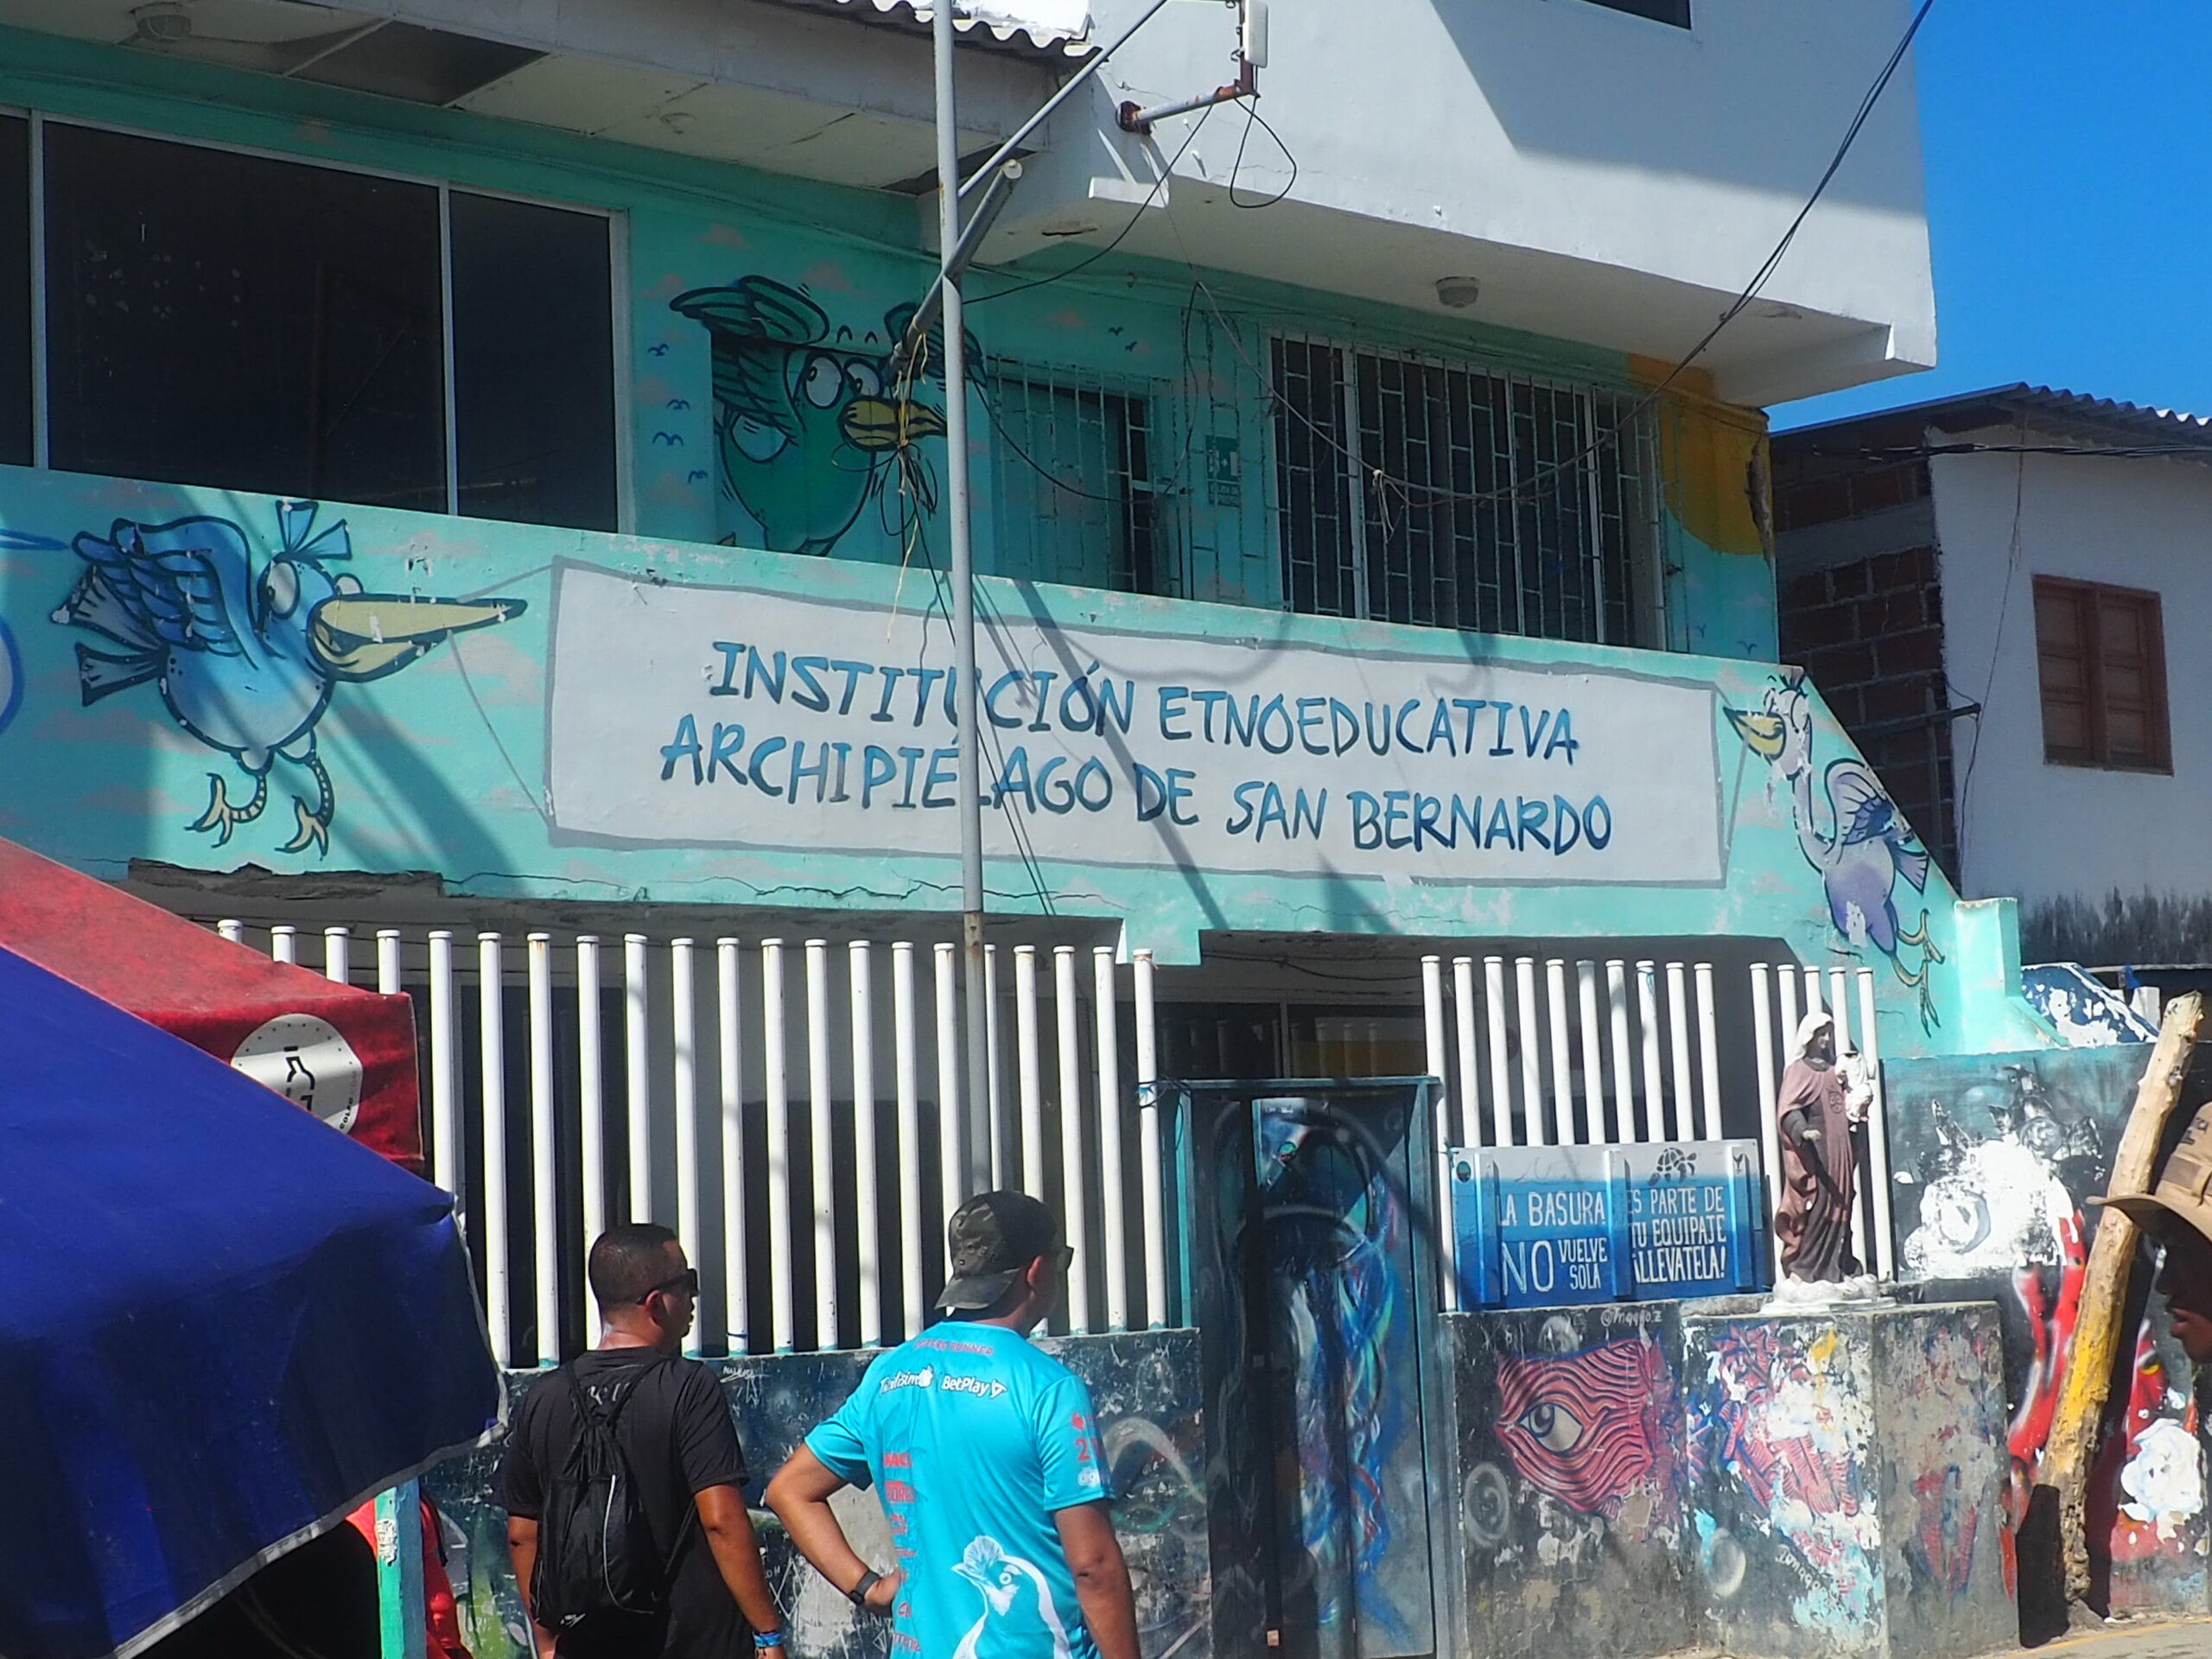 INSTITUCIÓN ETNOEDUCATIVA
ARCHIPIÉLAGO DE SAN BERNARDO
LA BASURA
NO VUELVE
SOLA
ES PARTE DE
TU EQUIPAJE
¡LLEVATELA!
BetPlay